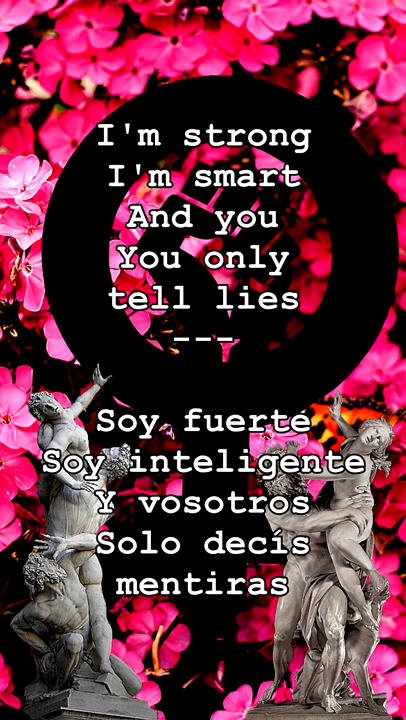 I'm strong
I'm smart
And you
You only
tell lies
---
Soy fuerte
Soy inteligente
Y vosotros
Solo decís
mentiras